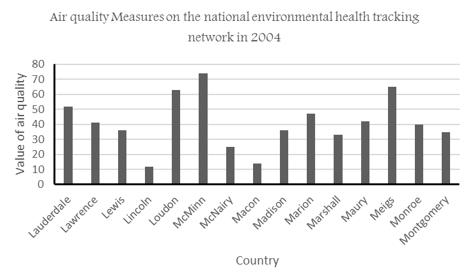 Air quality Measures on the national environmental health tracking
network in 2004
Value of air quality
80
70
60
50
40
30
20
10
0
Lauderdale
Lawrence
Lewis
Lincoln
Loudon
McMinn
McNairy
Macon
Madison
Marion
Marshall
Maury
Meigs
Monroe
Montgomery
Country